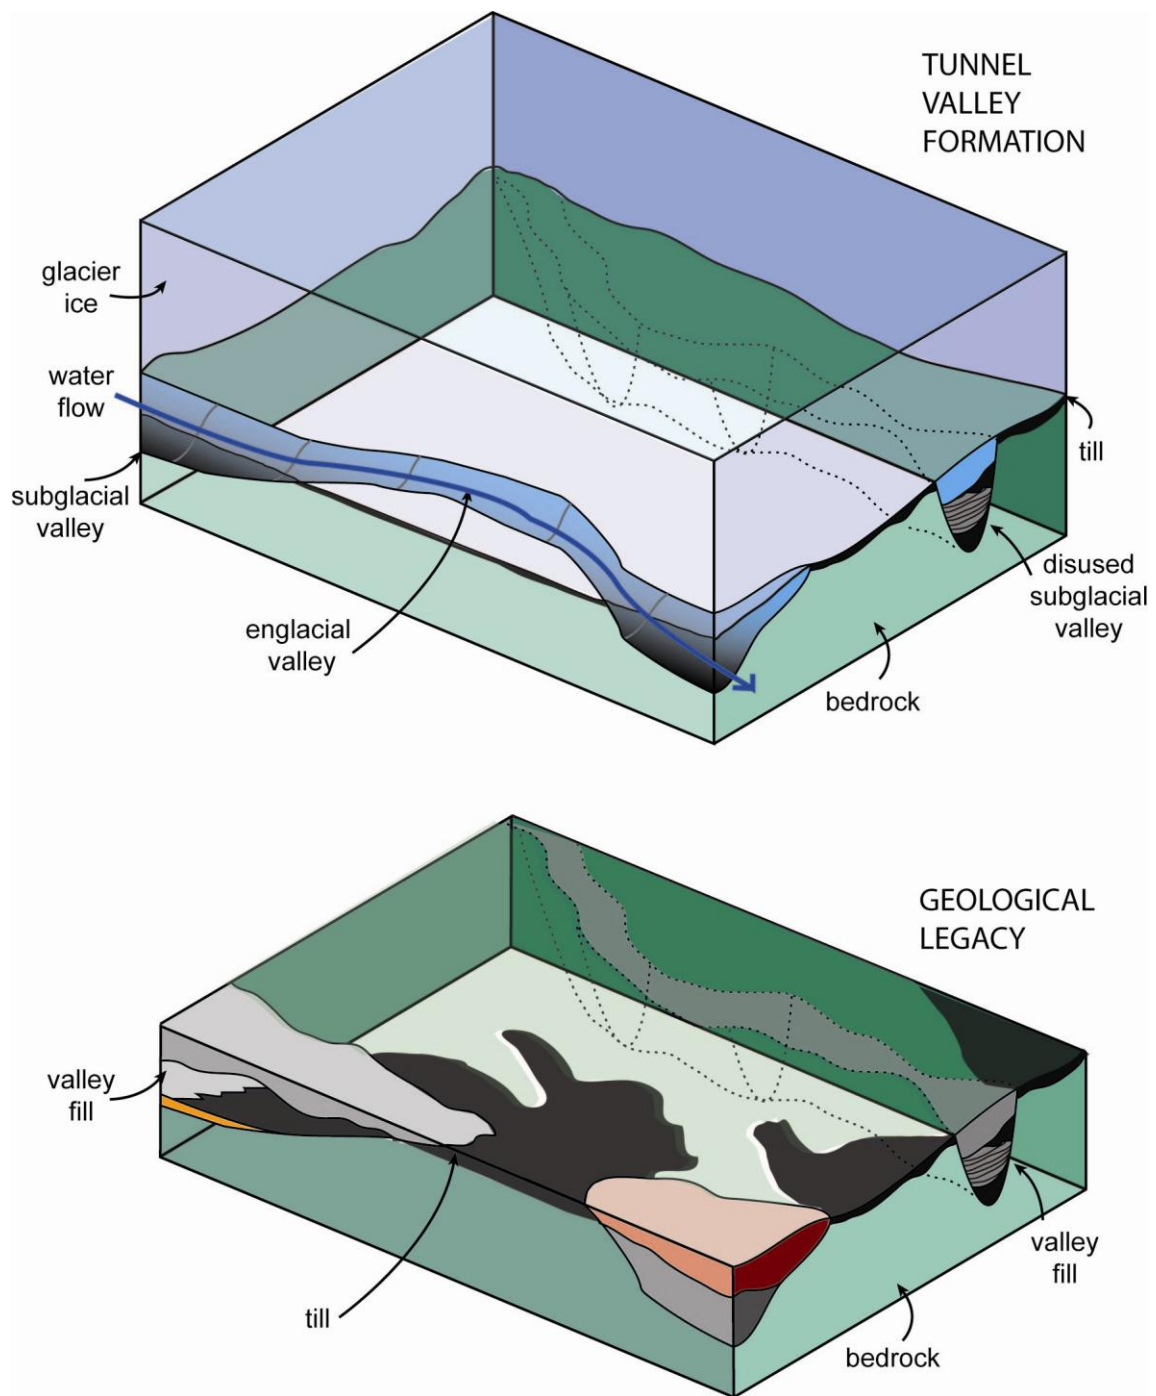 TUNNEL
VALLEY
FORMATION
glacier
ice
water
flow
till
subglacial
valley
disused
subglacial
valley
englacial
valley
bedrock
GEOLOGICAL
LEGACY
valley
fill
valley
fill
till
bedrock